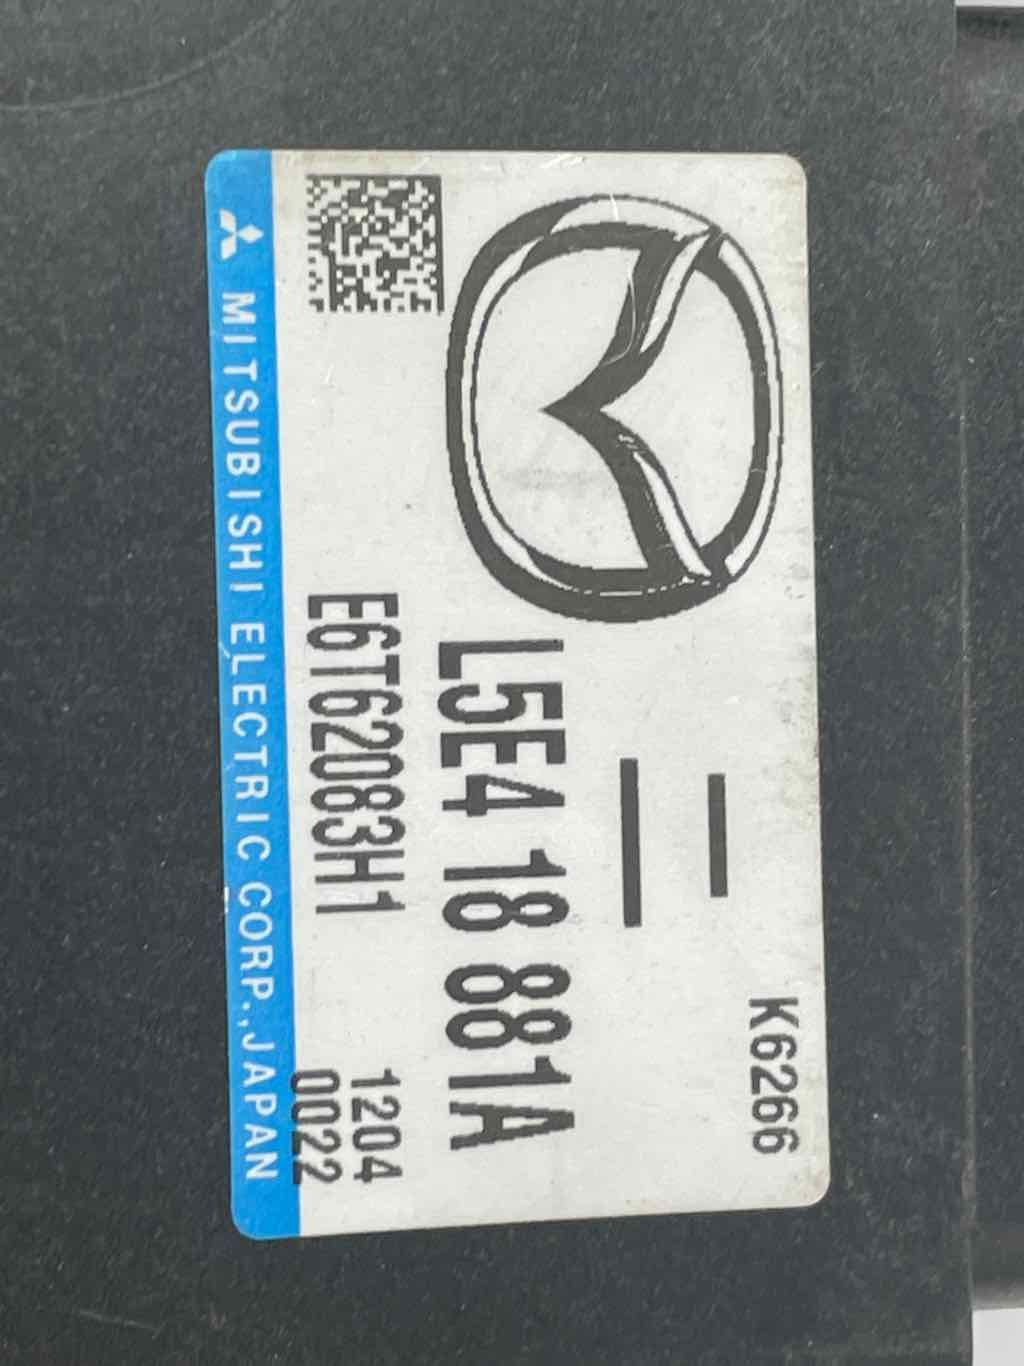 K6266
L5E4 18 881A
E6T62083H1
1204
0022
MITSUBISHI ELECTRIC CORP.,JAPAN